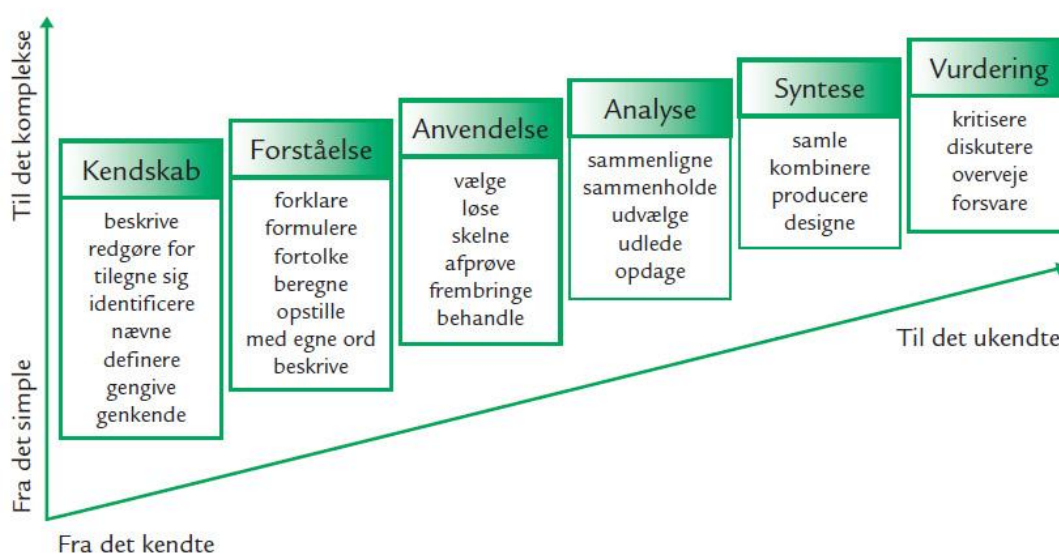 Til det komplekse
Fra det simple
Kendskab
beskrive
redgøre for
tilegne sig
identificere
nævne
definere
gengive
genkende
Forståelse
forklare
formulere
fortolke
beregne
opstille
med egne ord
beskrive
Anvendelse
vælge
løse
skelne
afprøve
frembringe
behandle
Analyse
sammenligne
sammenholde
udvælge
udlede
opdage
Syntese
samle
kombinere
producere
designe
Vurdering
kritisere
diskutere
overveje
forsvare
Til det ukendte
Fra det kendte